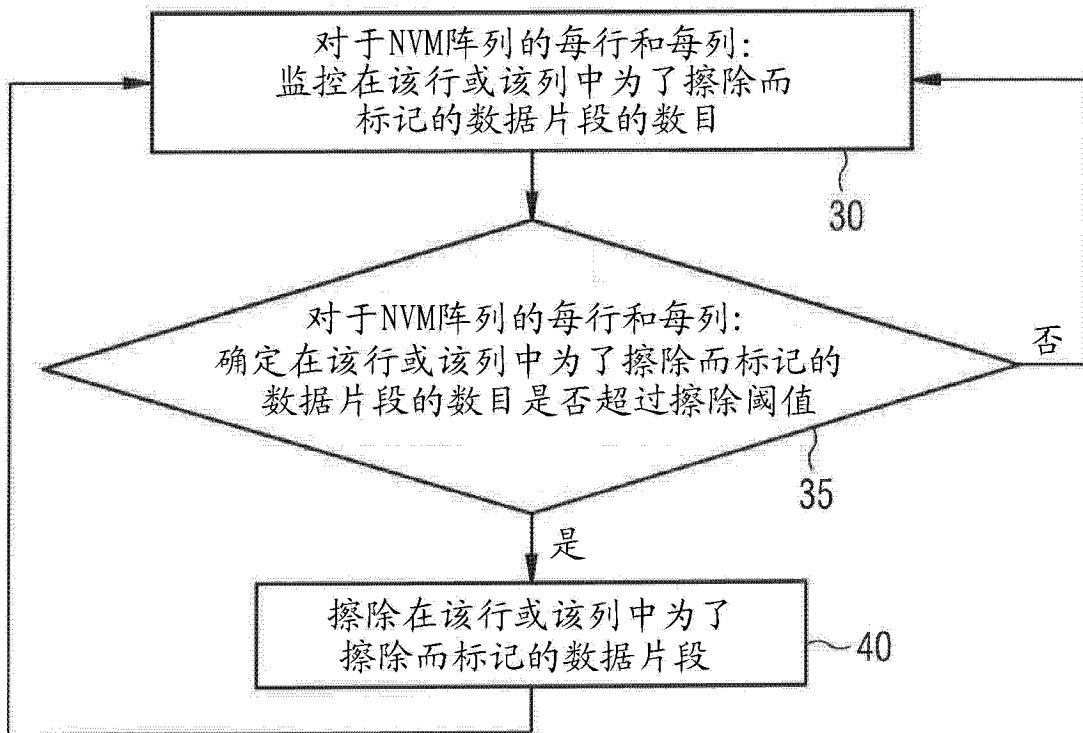 对于NVM阵列的每行和每列:
监控在该行或该列中为了擦除而
标记的数据片段的数目
30
对于NVM阵列的每行和每列:
确定在该行或该列中为了擦除而标记的
数据片段的数目是否超过擦除阈值
否
35
是
擦除在该行或该列中为了
擦除而标记的数据片段
40